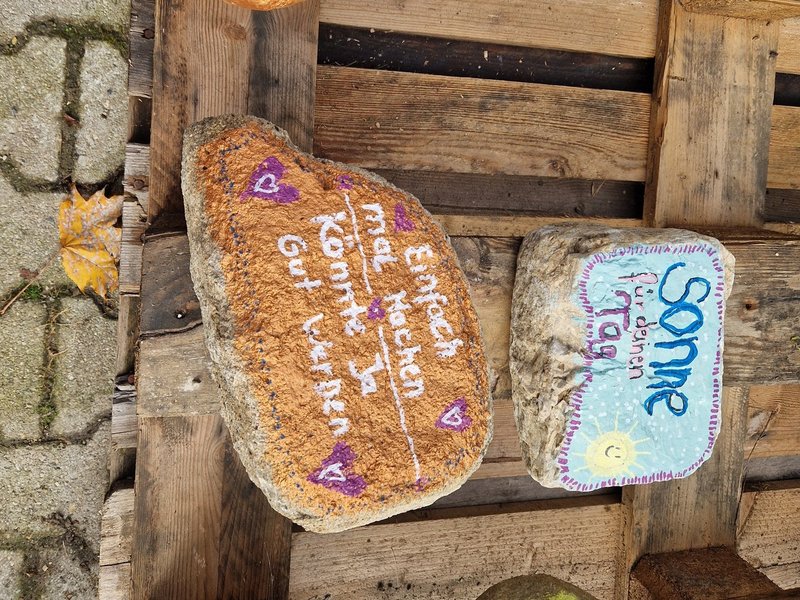 Einfach
mal machen
Könnte ja
Gut werden
Sonne
für deinen
Tag